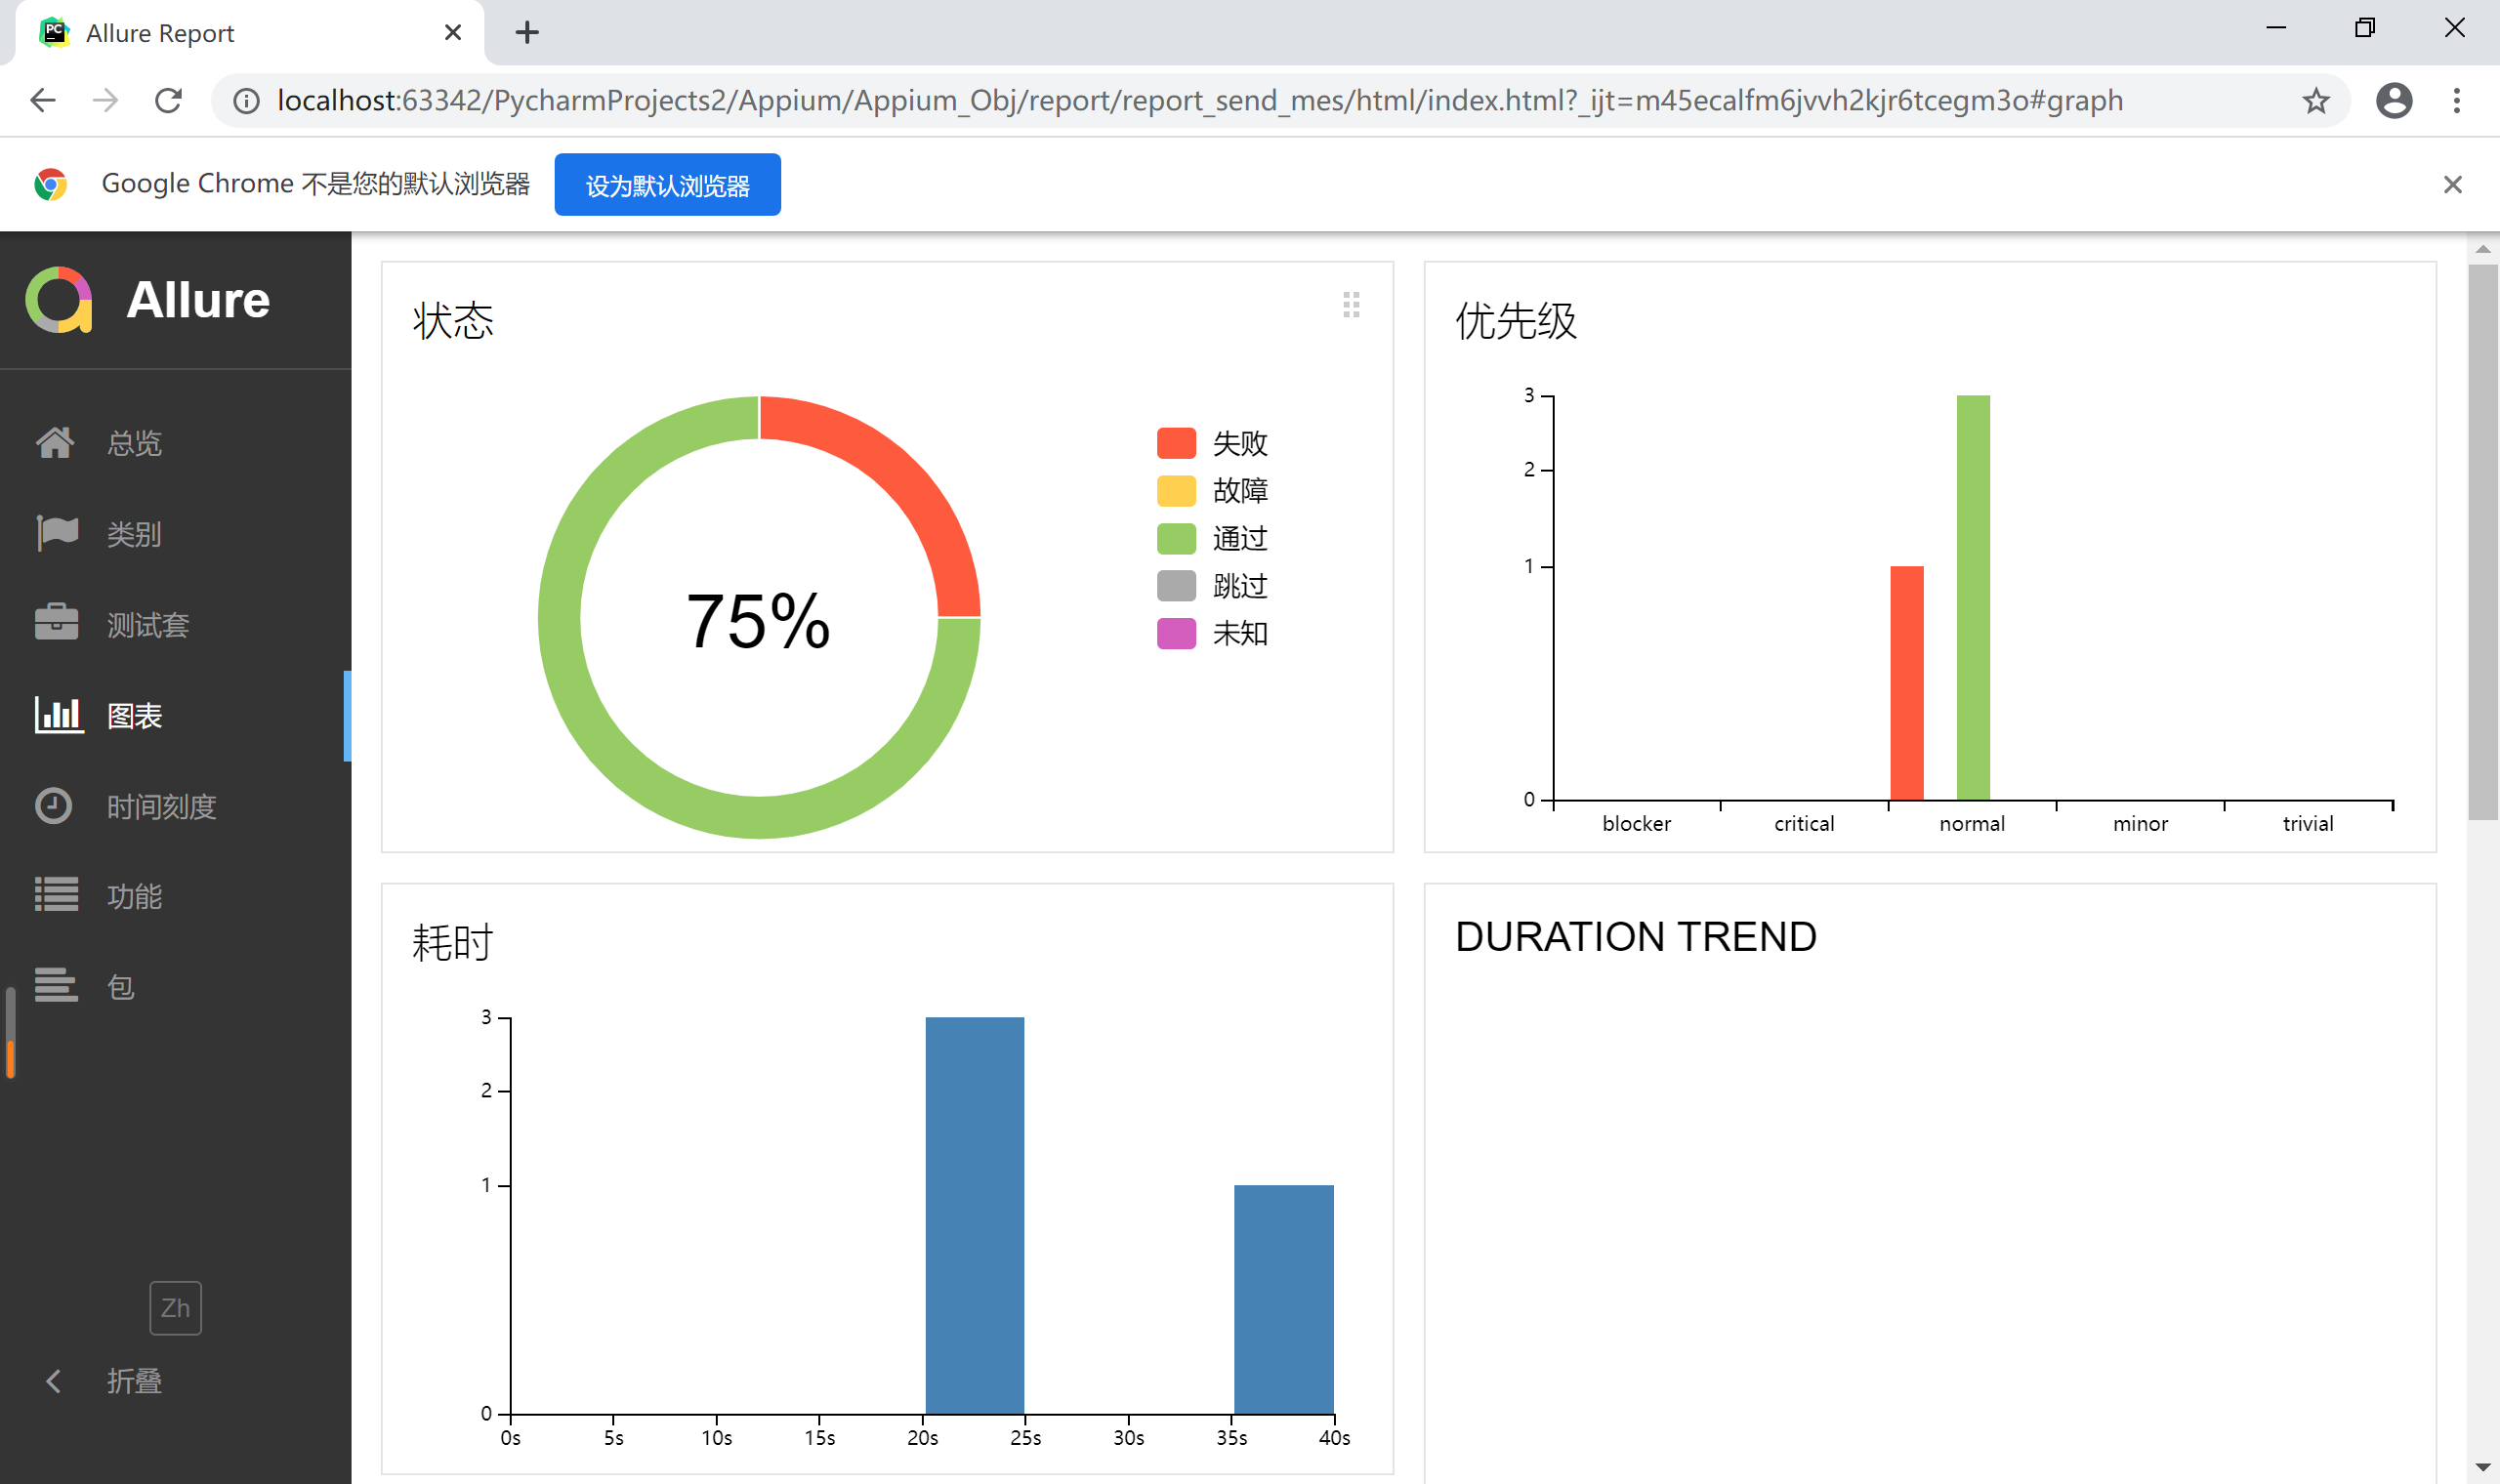 Allure Report
localhost:63342/PycharmProjects2/Appium/Appium_Obj/report/report_send_mes/html/index.html?_ijt=m45ecalfm6jvvh2kjr6tcegm3o#graph
Google Chrome 不是您的默认浏览器
设为默认浏览器
Allure
总览
类别
测试套
图表
时间刻度
功能
包
Zh
折叠
状态
75%
失败
故障
通过
跳过
未知
优先级
3
2
1
0
blocker critical normal minor trivial
耗时
3
2
1
0
0s 5s 10s 15s 20s 25s 30s 35s 40s
DURATION TREND